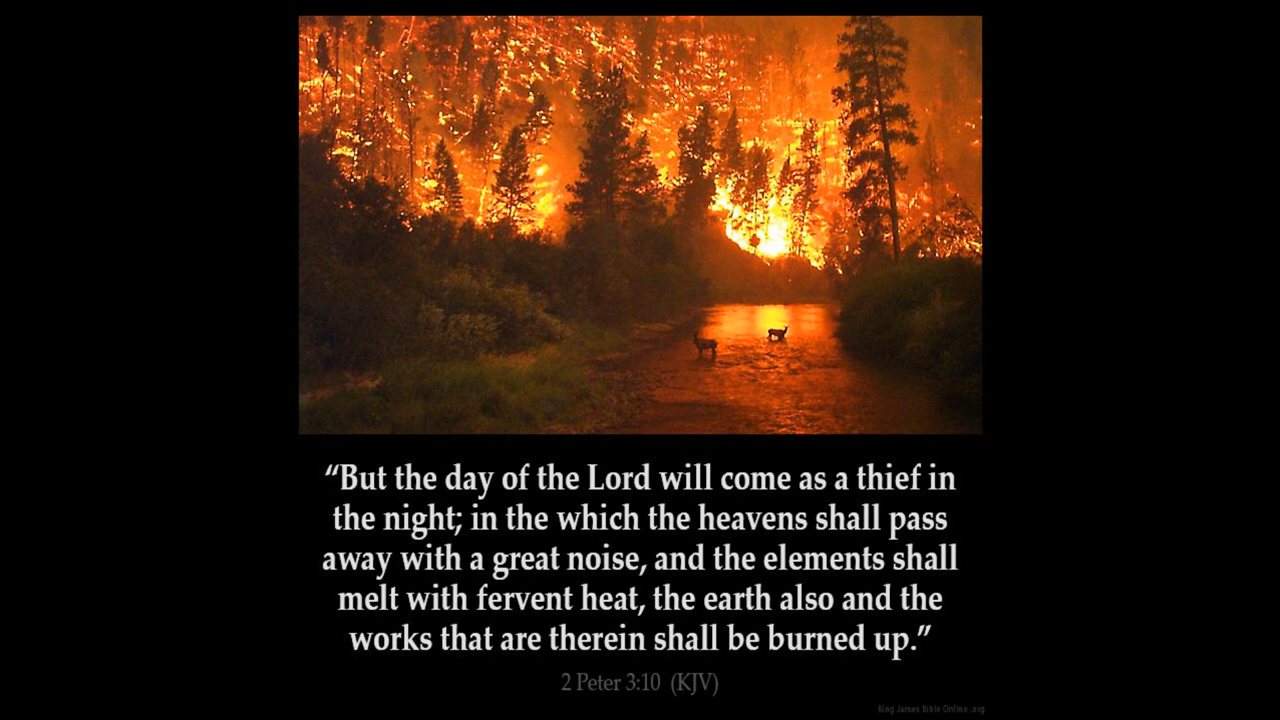 “But the day of the Lord will come as a thief in
the night; in the which the heavens shall pass
away with a great noise, and the elements shall
melt with fervent heat, the earth also and the
works that are therein shall be burned up.”
2 Peter 3:10 (KJV)
King James Bible Online .org